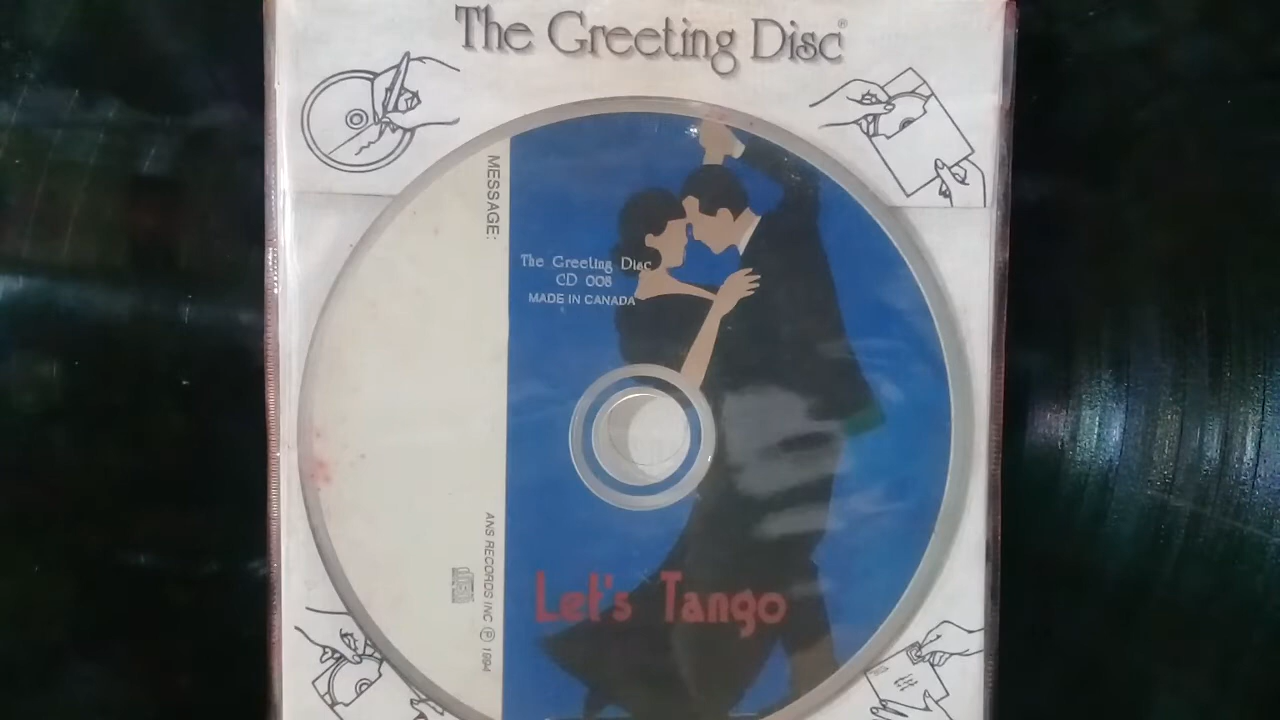 The Greeting Disc®
MESSAGE:
The Greeting Disc
CD 008
MADE IN CANADA
ANS RECORDS INC ℗ 1994
Let's Tango